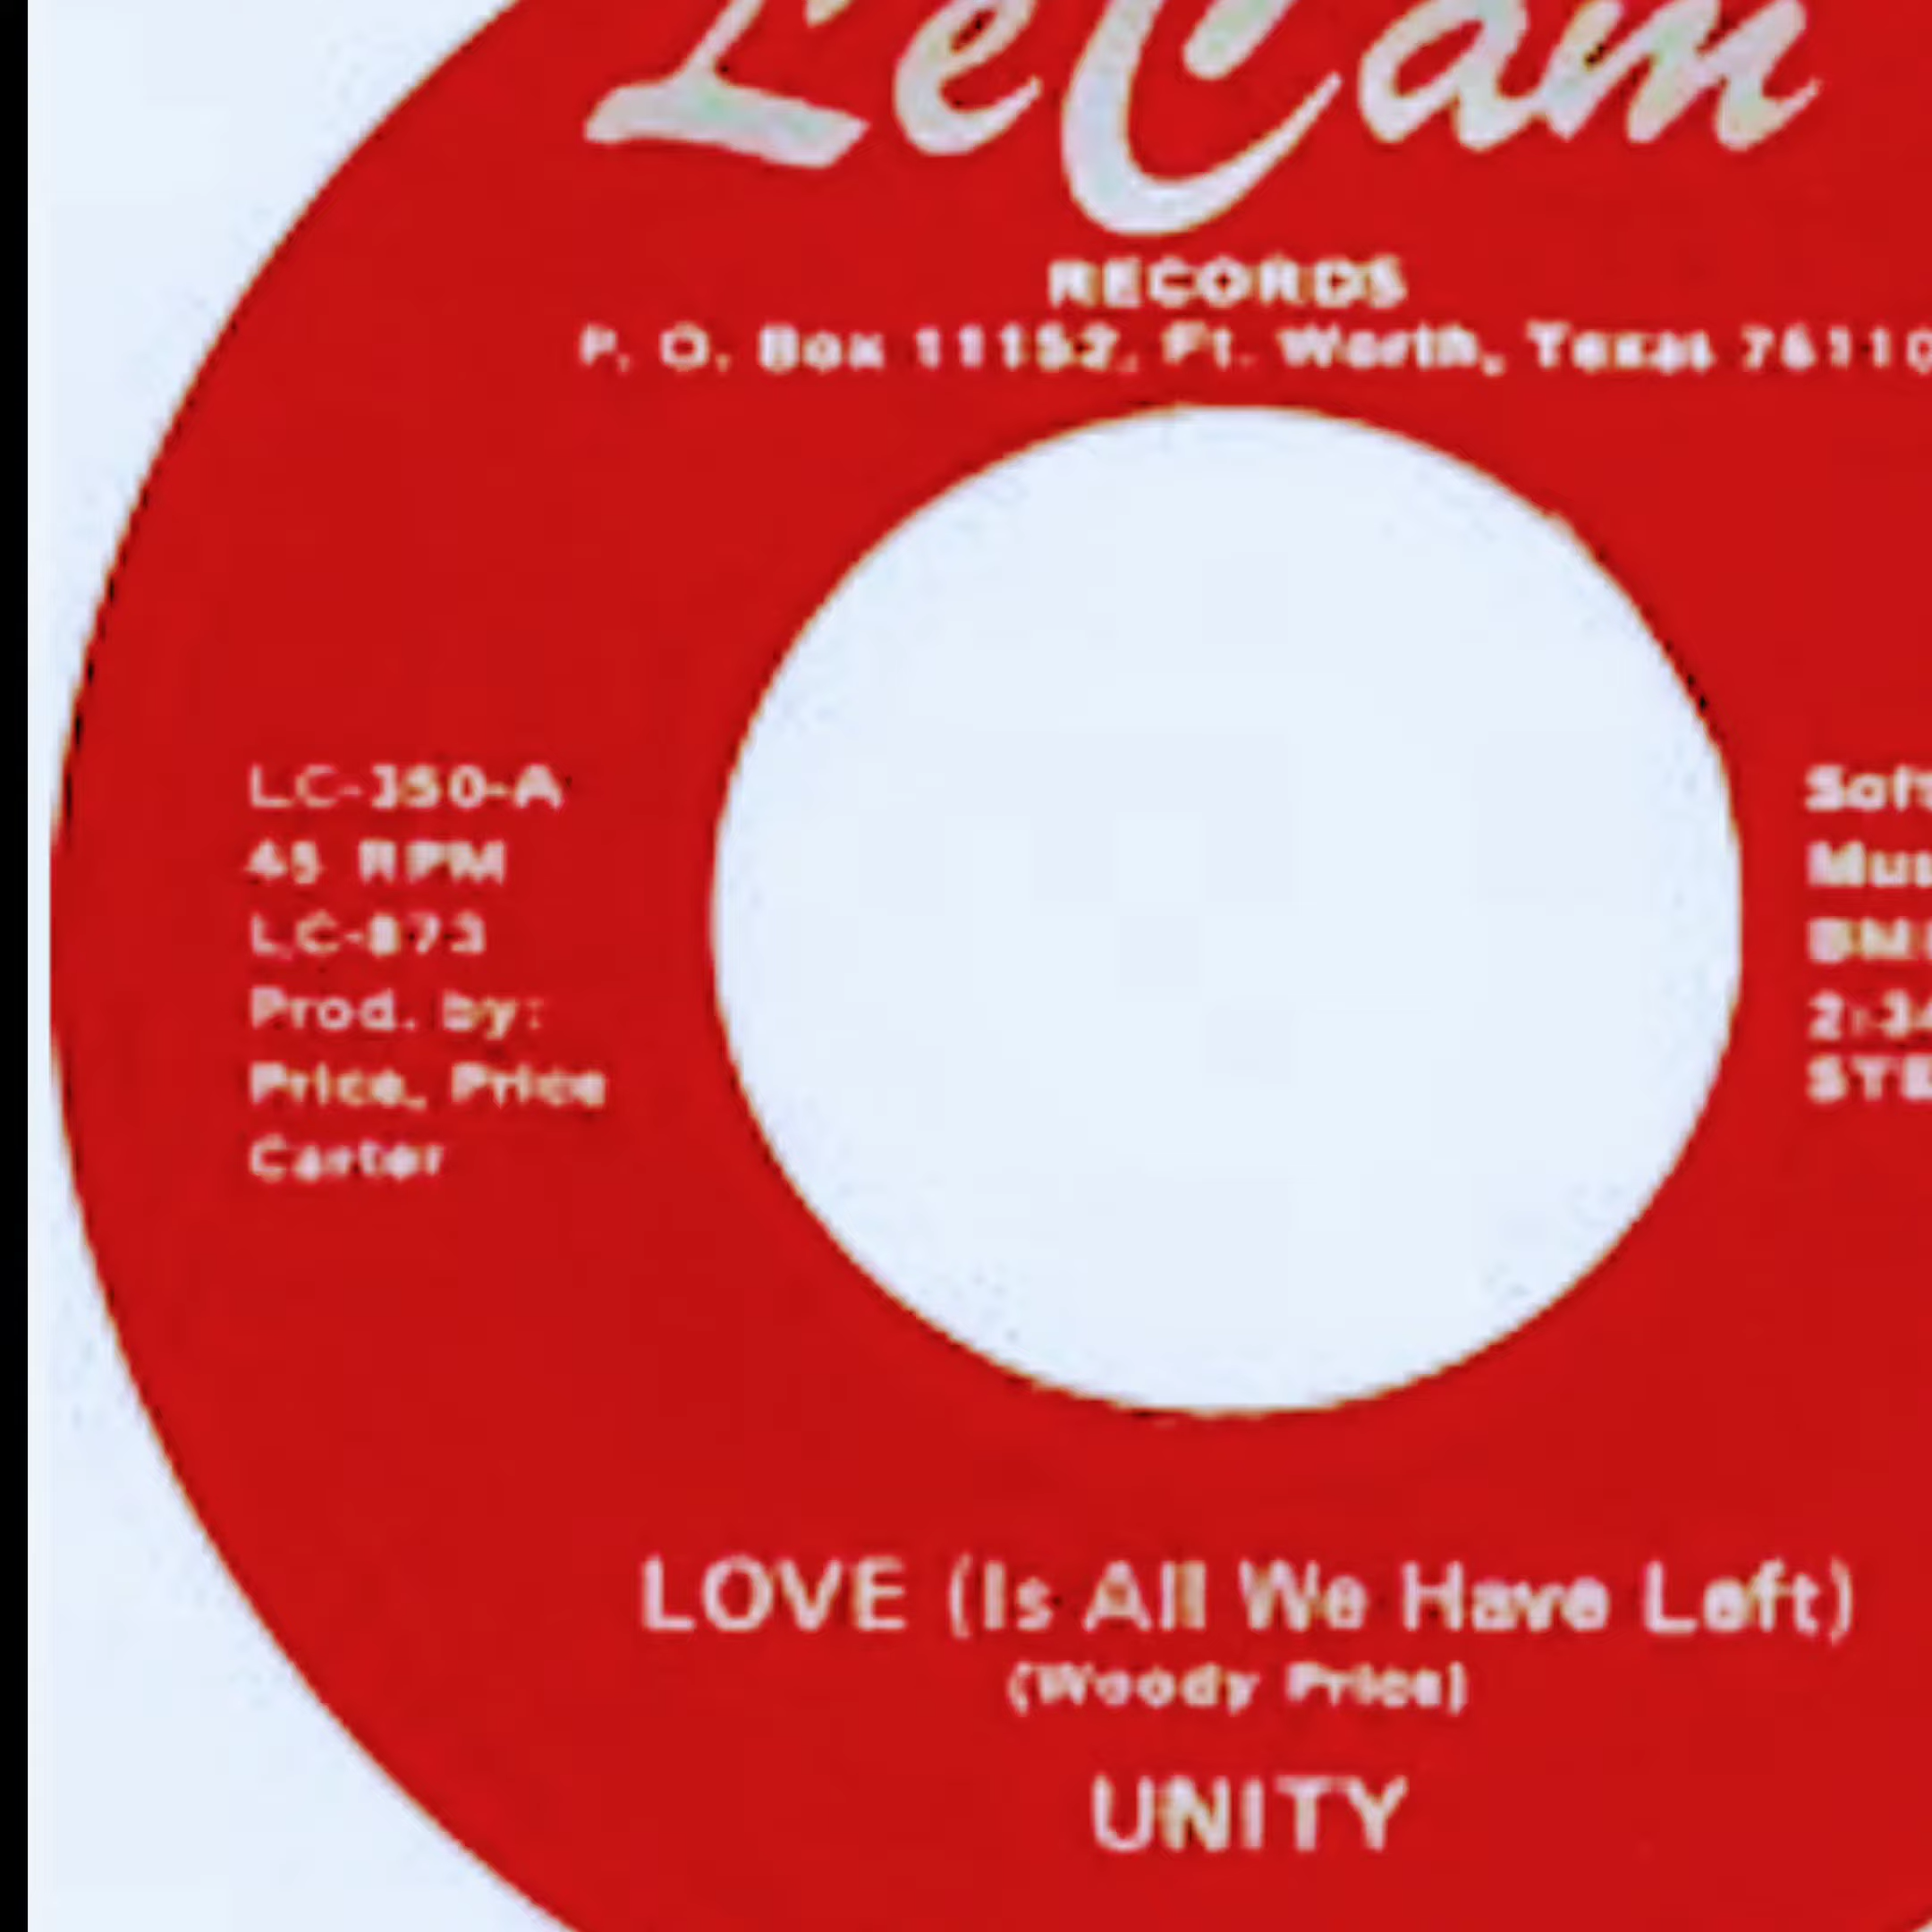 LeCam
RECORDS
P. O. Box 11152, Ft. Worth, Texas 76110
LC-350-A
45 RPM
LC-873
Prod. by:
Price, Price
Carter
LOVE (Is All We Have Left)
(Woody Price)
UNITY